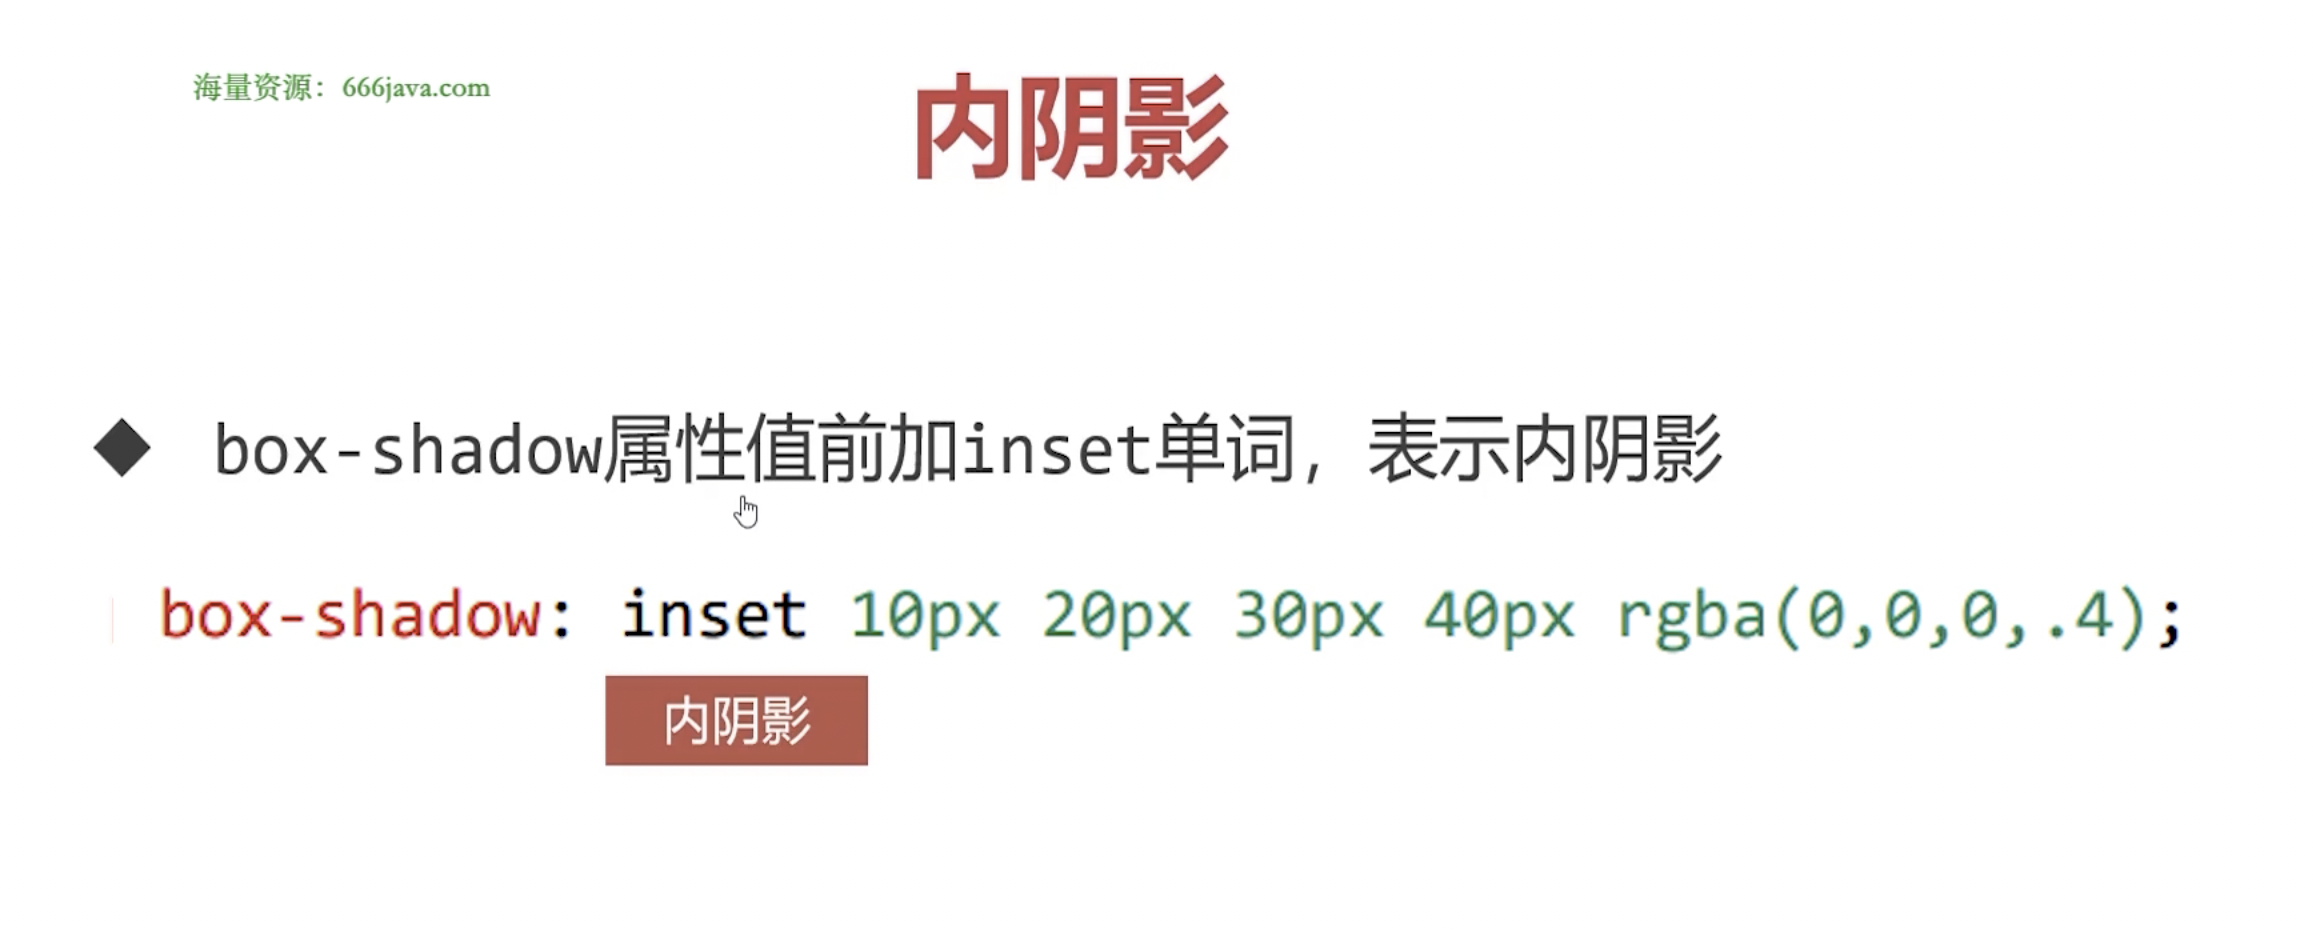 海量资源：666java.com
内阴影
◆ box-shadow属性值前加inset单词，表示内阴影
box-shadow: inset 10px 20px 30px 40px rgba(0,0,0,.4);
内阴影